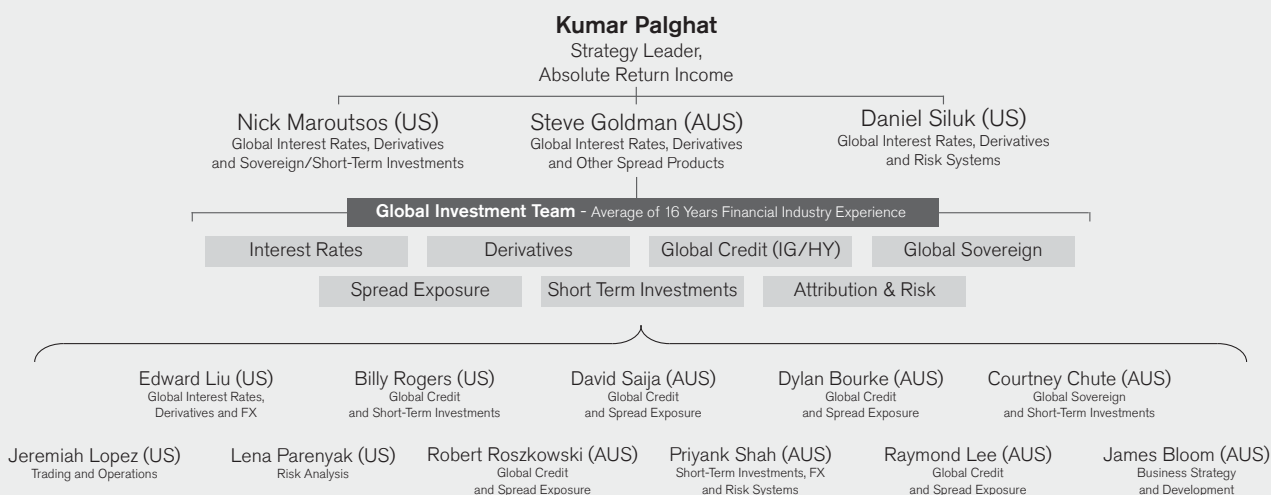 Kumar Palghat
Strategy Leader,
Absolute Return Income
Nick Maroutsos (US)
Global Interest Rates, Derivatives
and Sovereign/Short-Term Investments
Steve Goldman (AUS)
Global Interest Rates, Derivatives
and Other Spread Products
Daniel Siluk (US)
Global Interest Rates, Derivatives
and Risk Systems
Global Investment Team - Average of 16 Years Financial Industry Experience
Interest Rates
Derivatives
Global Credit (IG/HY)
Global Sovereign
Spread Exposure
Short Term Investments
Attribution & Risk
Edward Liu (US)
Global Interest Rates,
Derivatives and FX
Billy Rogers (US)
Global Credit
and Short-Term Investments
David Saija (AUS)
Global Credit
and Spread Exposure
Dylan Bourke (AUS)
Global Credit
and Spread Exposure
Courtney Chute (AUS)
Global Sovereign
and Short-Term Investments
Jeremiah Lopez (US)
Trading and Operations
Lena Parenyak (US)
Risk Analysis
Robert Roszkowski (AUS)
Global Credit
and Spread Exposure
Priyank Shah (AUS)
Short-Term Investments, FX
and Risk Systems
Raymond Lee (AUS)
Global Credit
and Spread Exposure
James Bloom (AUS)
Business Strategy
and Development